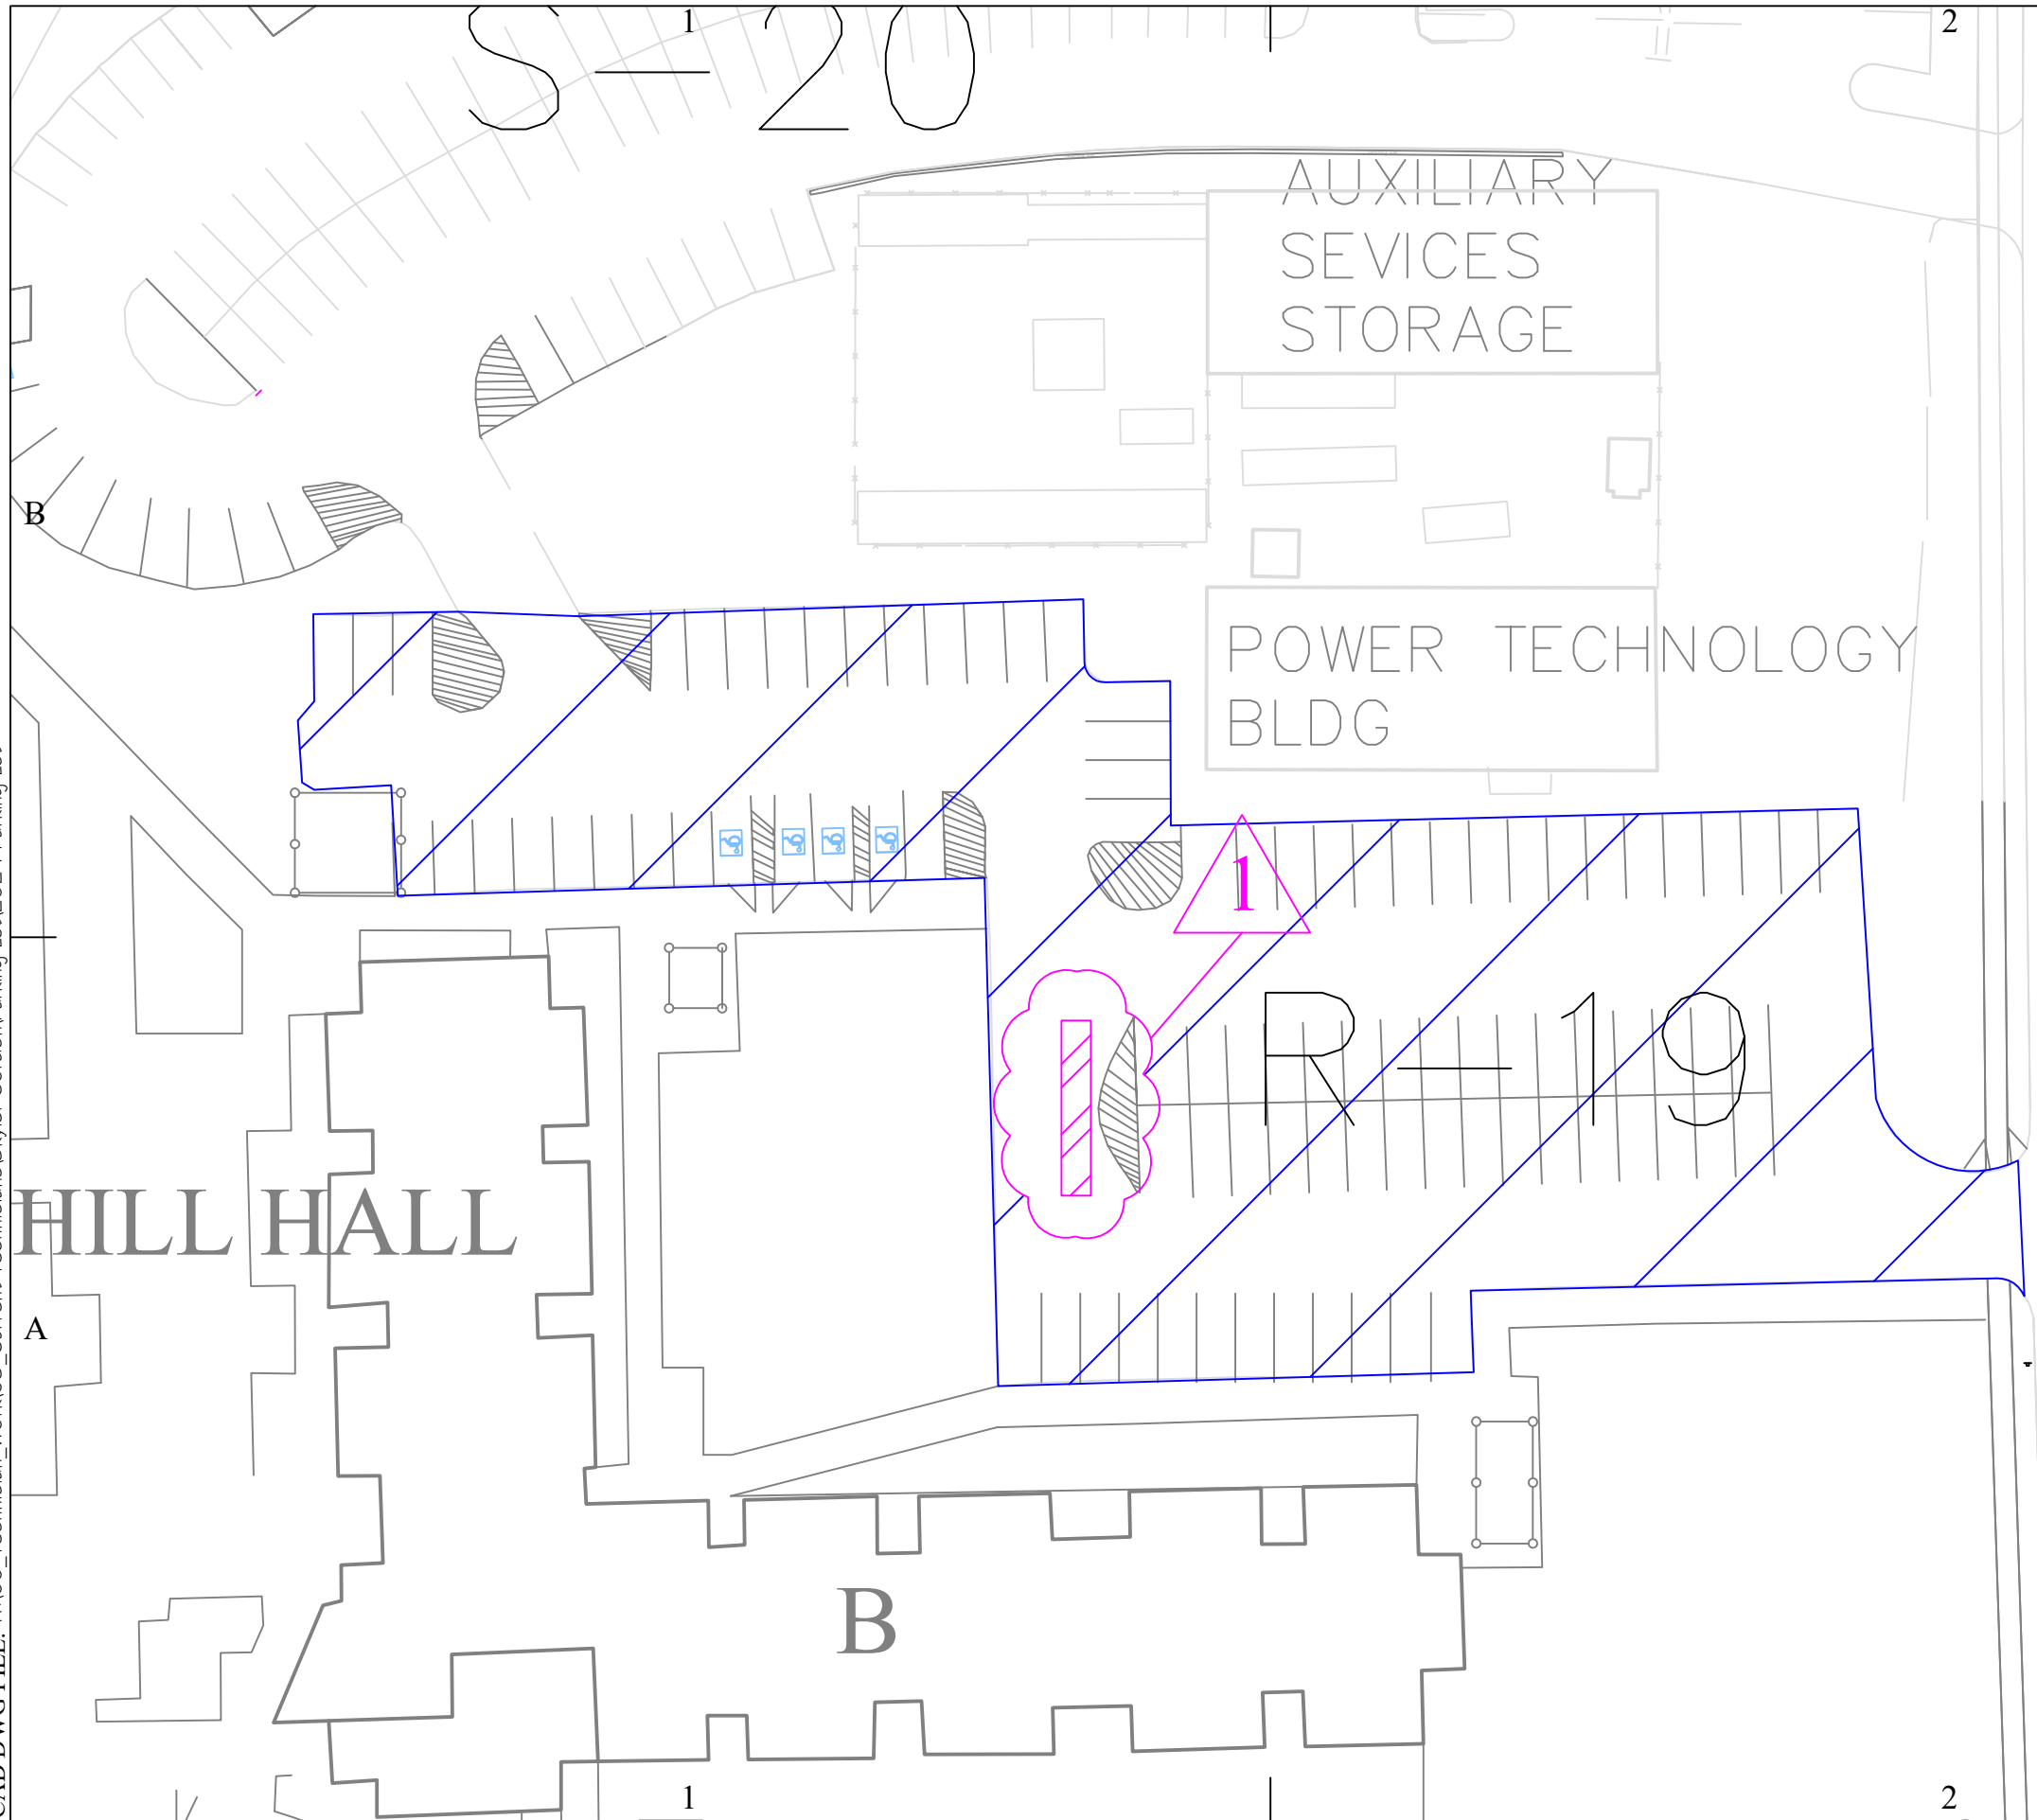 1
2
S-20
AUXILIARY
SEVICES
STORAGE
B
POWER TECHNOLOGY
BLDG
1
R-19
HILL HALL
A
B
1
2